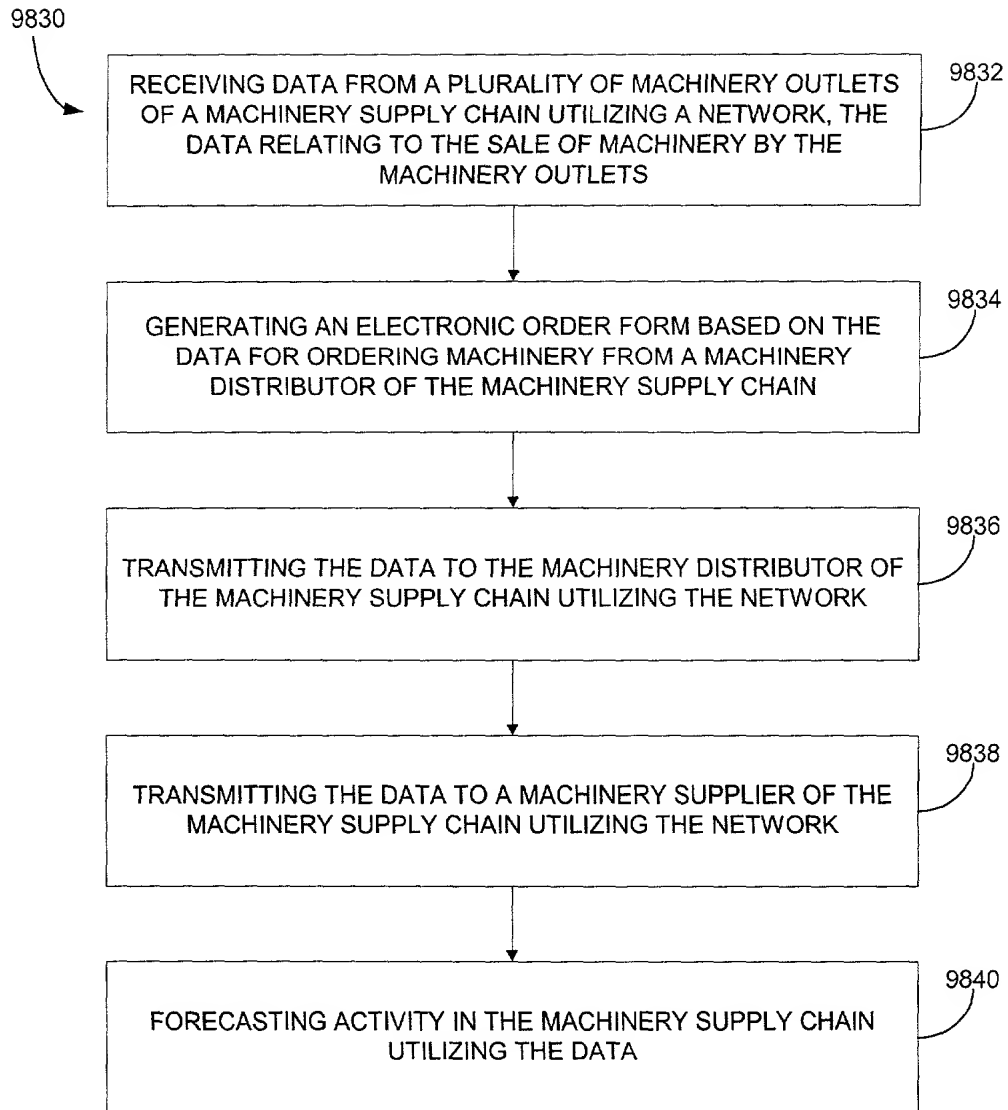 9830
RECEIVING DATA FROM A PLURALITY OF MACHINERY OUTLETS
OF A MACHINERY SUPPLY CHAIN UTILIZING A NETWORK, THE
DATA RELATING TO THE SALE OF MACHINERY BY THE
MACHINERY OUTLETS
9832
GENERATING AN ELECTRONIC ORDER FORM BASED ON THE
DATA FOR ORDERING MACHINERY FROM A MACHINERY
DISTRIBUTOR OF THE MACHINERY SUPPLY CHAIN
9834
TRANSMITTING THE DATA TO THE MACHINERY DISTRIBUTOR OF
THE MACHINERY SUPPLY CHAIN UTILIZING THE NETWORK
9836
TRANSMITTING THE DATA TO A MACHINERY SUPPLIER OF THE
MACHINERY SUPPLY CHAIN UTILIZING THE NETWORK
9838
FORECASTING ACTIVITY IN THE MACHINERY SUPPLY CHAIN
UTILIZING THE DATA
9840